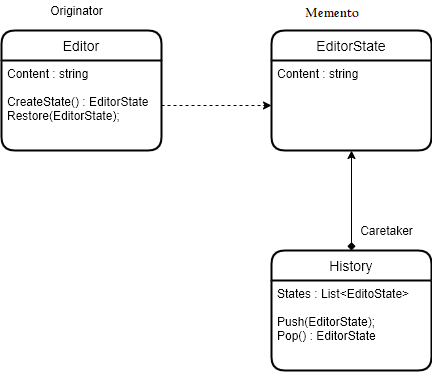 Originator
Memento
Editor
Content : string
CreateState() : EditorState
Restore(EditorState);
EditorState
Content : string
Caretaker
History
States : List<EditoState>
Push(EditorState);
Pop() : EditorState